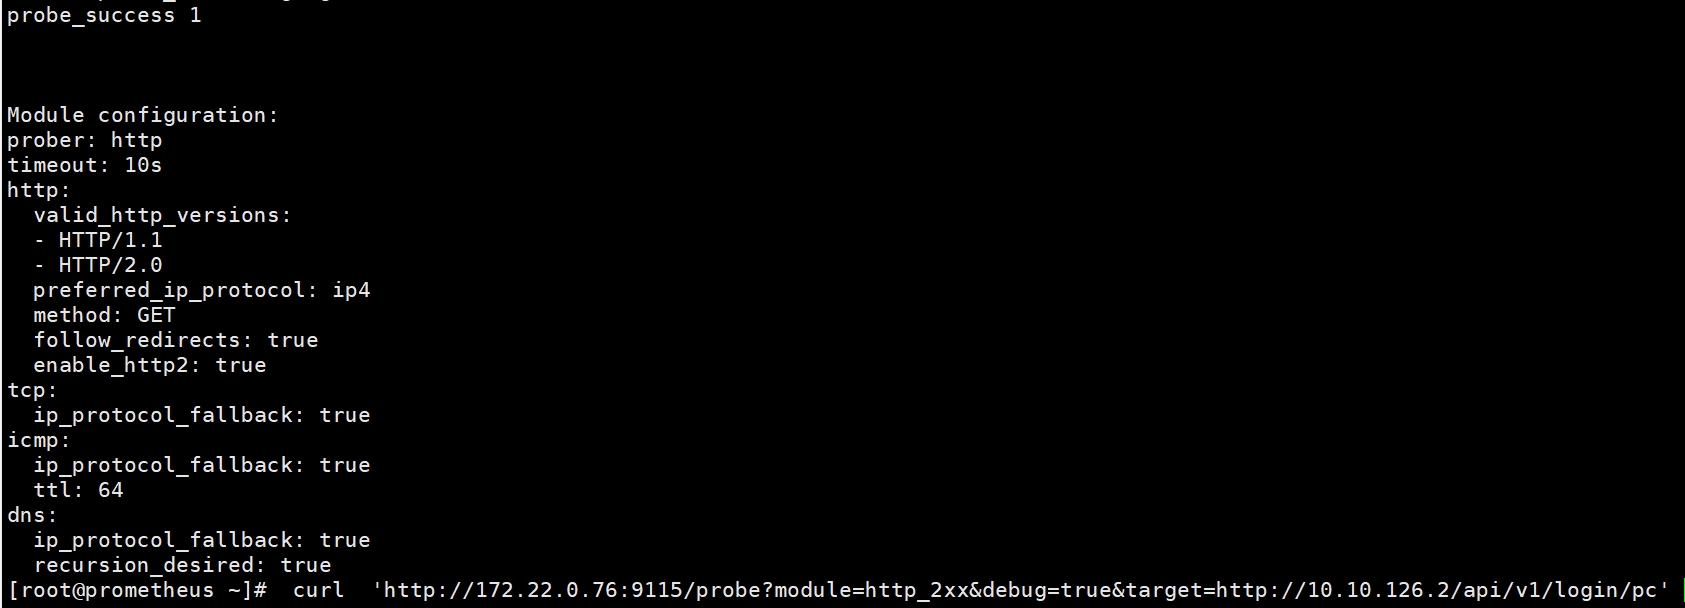 probe_success 1
Module configuration:
prober: http
timeout: 10s
http:
  valid_http_versions:
  - HTTP/1.1
  - HTTP/2.0
  preferred_ip_protocol: ip4
  method: GET
  follow_redirects: true
  enable_http2: true
tcp:
  ip_protocol_fallback: true
icmp:
  ip_protocol_fallback: true
  ttl: 64
dns:
  ip_protocol_fallback: true
  recursion_desired: true
[root@prometheus ~]#  curl  'http://172.22.0.76:9115/probe?module=http_2xx&debug=true&target=http://10.10.126.2/api/v1/login/pc'